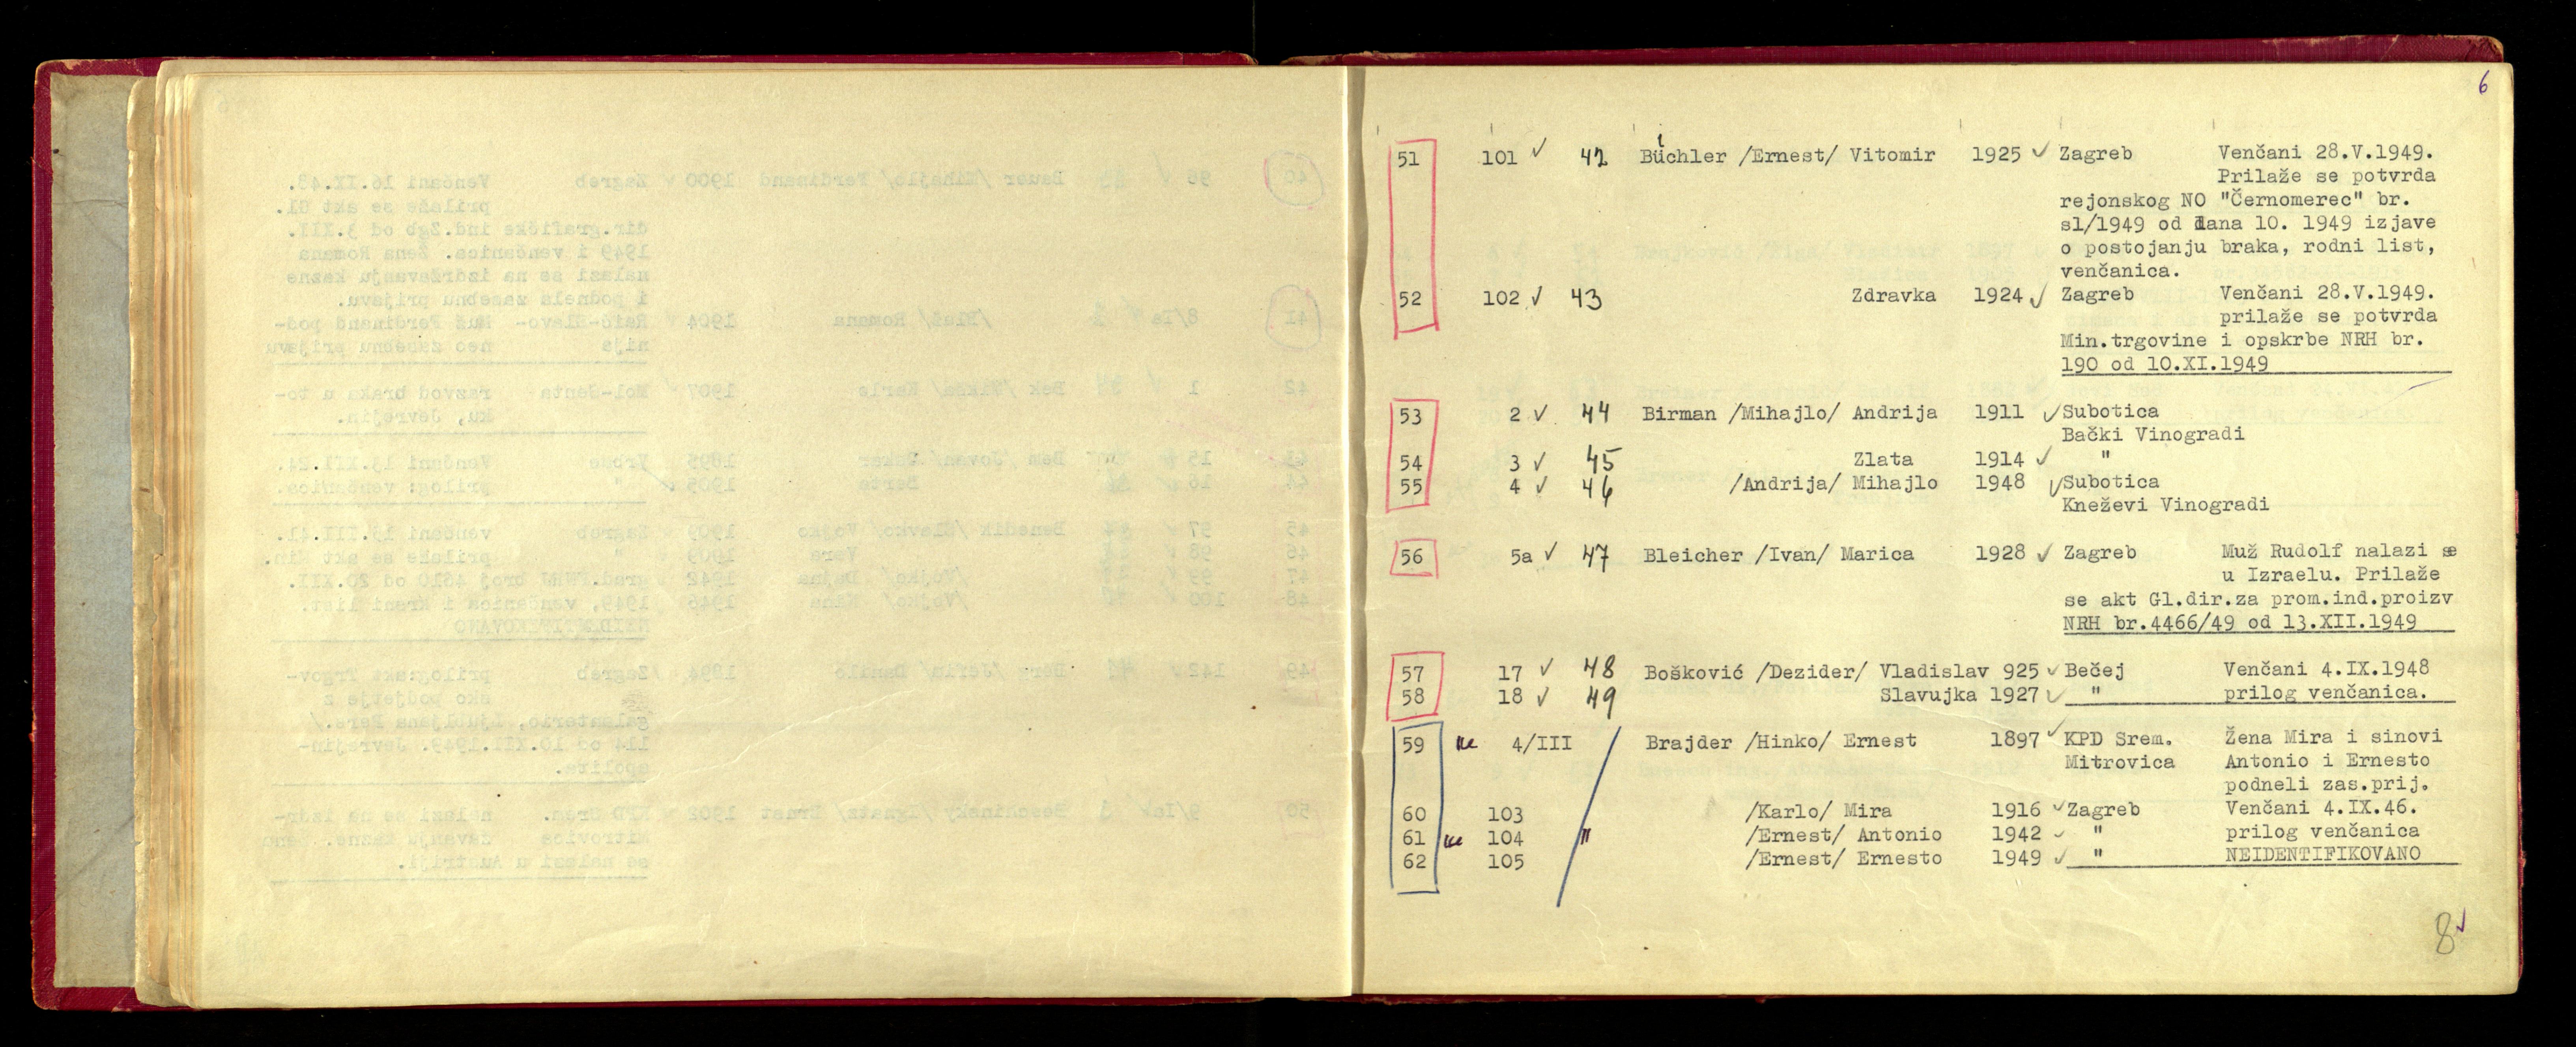 6
51 101 ✓ 42 Büchler /Ernest/ Vitomir 1925 ✓ Zagreb Venčani 28.V.1949.
Prilaže se potvrda
rejonskog NO "Černomerec" br.
sl/1949 od dana 10. 1949 izjave
o postojanju braka, rodni list,
venčanica.
52 102 ✓ 43 Zdravka 1924 ✓ Zagreb Venčani 28.V.1949.
prilaže se potvrda
Min.trgovine i opskrbe NRH br.
190 od 10.XI.1949
53 2 ✓ 44 Birman /Mihajlo/ Andrija 1911 ✓ Subotica
Bački Vinogradi
54 3 ✓ 45 Zlata 1914 ✓ "
55 4 ✓ 46 /Andrija/ Mihajlo 1948 ✓ Subotica
Kneževi Vinogradi
56 5a ✓ 47 Bleicher /Ivan/ Marica 1928 ✓ Zagreb Muž Rudolf nalazi se
u Izraelu. Prilaže
se akt Gl.dir.za prom.ind.proizv
NRH br.4466/49 od 13.XII.1949
57 17 ✓ 48 Bošković /Dezider/ Vladislav 925 ✓ Bečej Venčani 4.IX.1948
58 18 ✓ 49 Slavujka 1927 ✓ " prilog venčanica.
59 4/III Brajder /Hinko/ Ernest 1897 ✓ KPD Srem. Žena Mira i sinovi
Mitrovica Antonio i Ernesto
podneli zas.prij.
60 103 /Karlo/ Mira 1916 ✓ Zagreb Venčani 4.IX.46.
61 104 " /Ernest/ Antonio 1942 ✓ " prilog venčanica
62 105 /Ernest/ Ernesto 1949 ✓ " NEIDENTIFIKOVANO
8 ✓